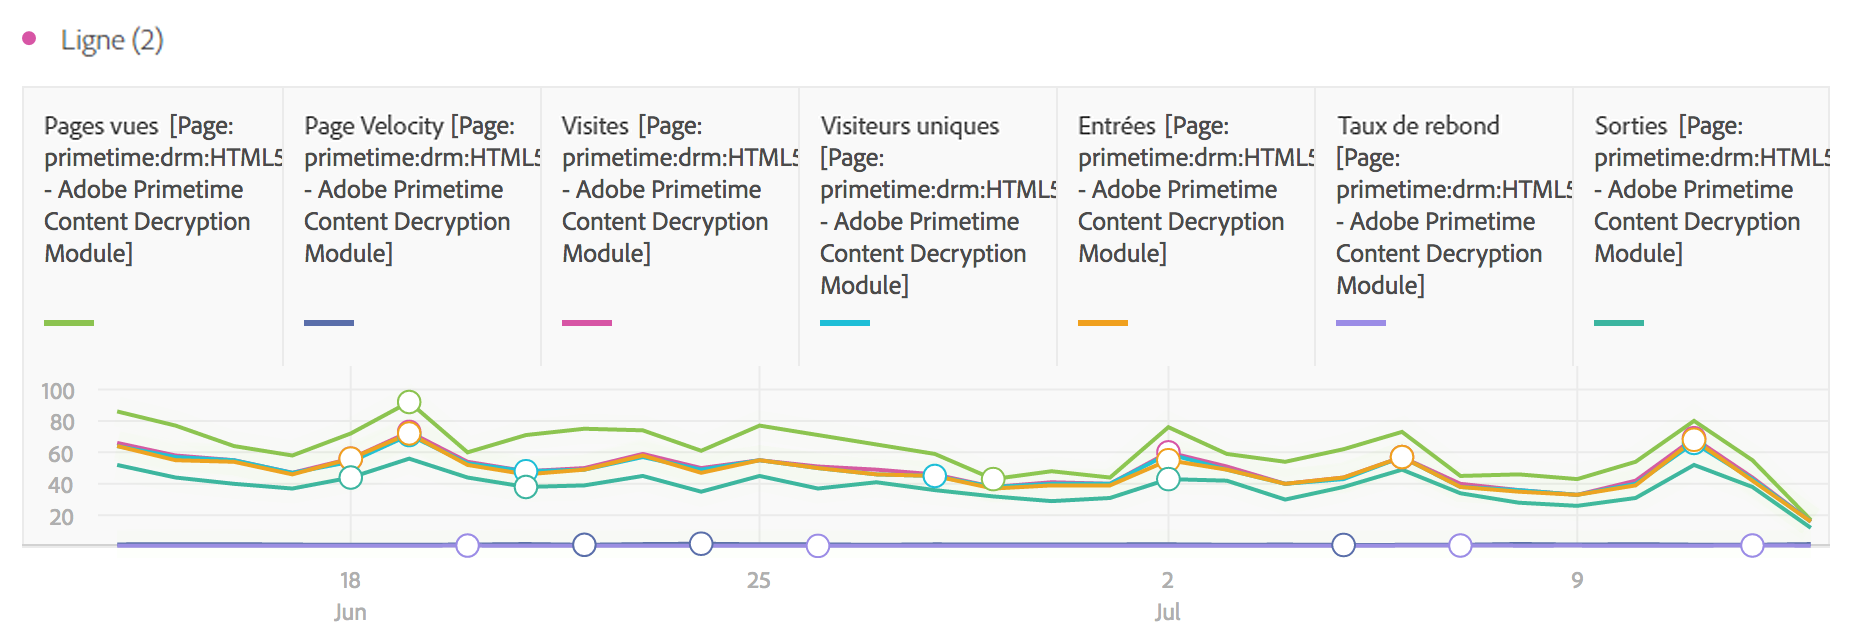 Ligne (2)
Pages vues [Page:
primetime:drm:HTML5
- Adobe Primetime
Content Decryption
Module]
Page Velocity [Page:
primetime:drm:HTML5
- Adobe Primetime
Content Decryption
Module]
Visites [Page:
primetime:drm:HTML5
- Adobe Primetime
Content Decryption
Module]
Visiteurs uniques
[Page:
primetime:drm:HTML5
- Adobe Primetime
Content Decryption
Module]
Entrées [Page:
primetime:drm:HTML5
- Adobe Primetime
Content Decryption
Module]
Taux de rebond
[Page:
primetime:drm:HTML5
- Adobe Primetime
Content Decryption
Module]
Sorties [Page:
primetime:drm:HTML5
- Adobe Primetime
Content Decryption
Module]
100
80
60
40
20
18
25
2
9
Jun
Jul